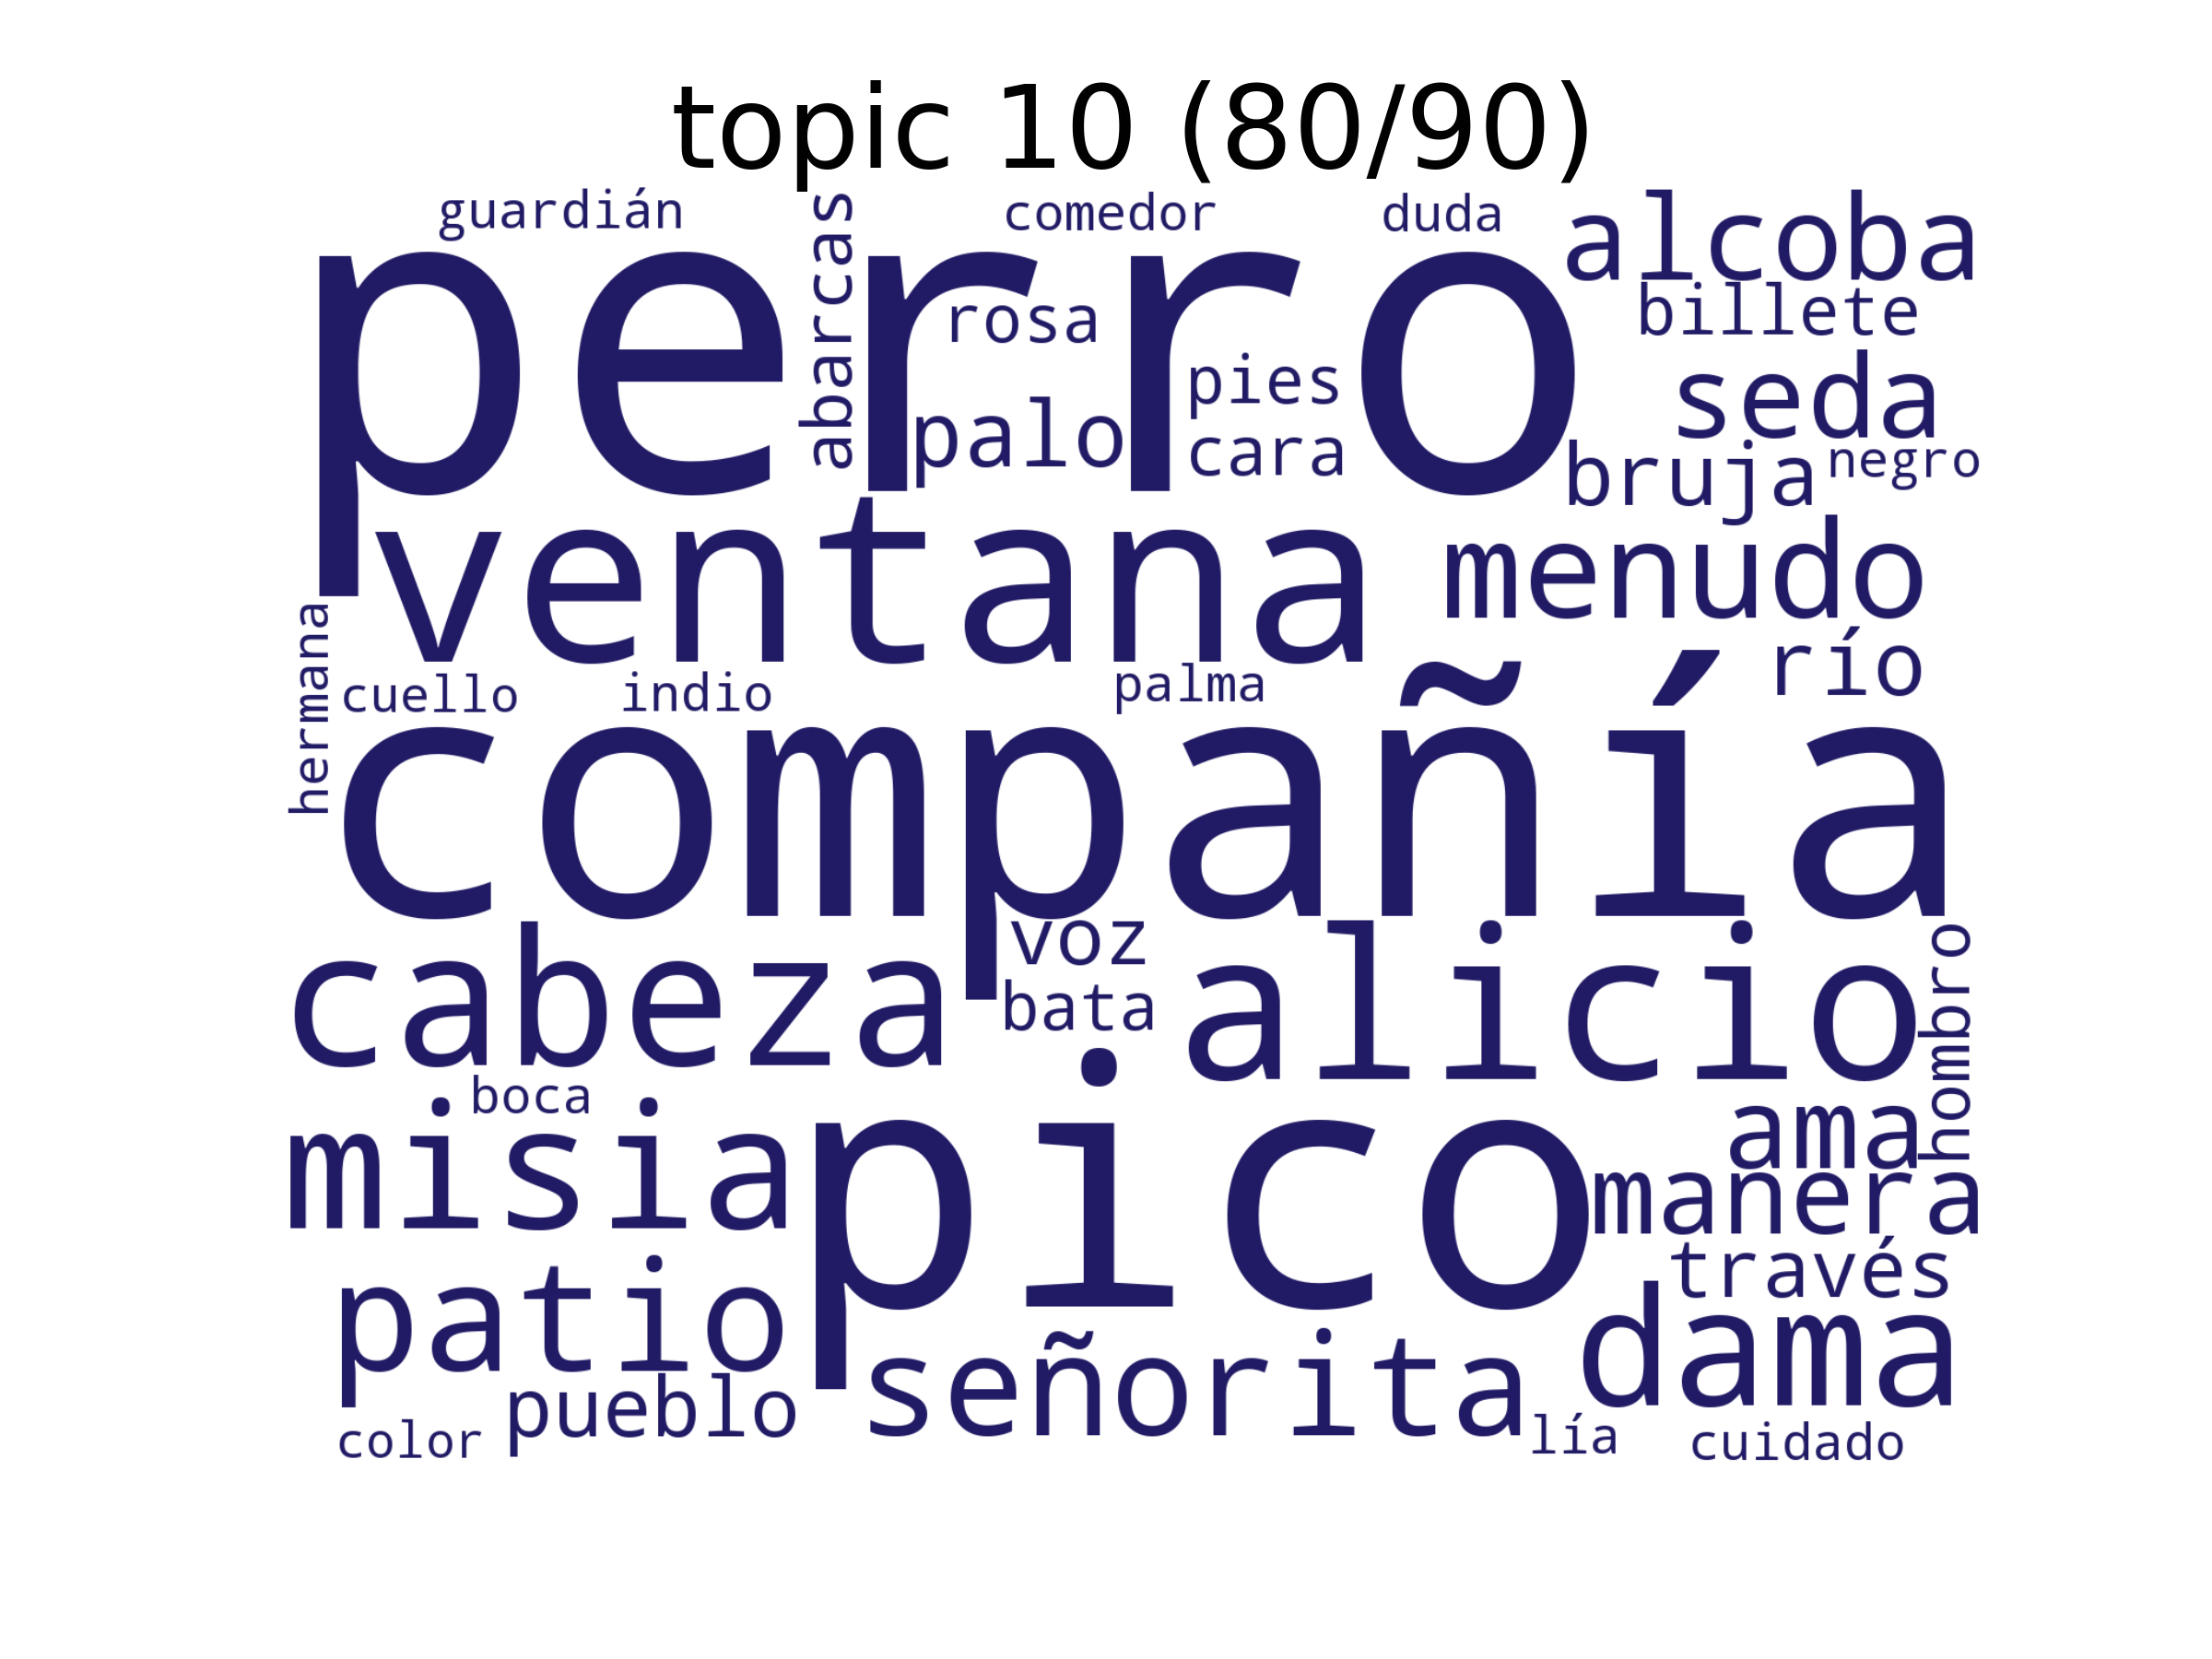 topic 10 (80/90)
guardián
abarcas
comedor
duda
alcoba
perro
rosa
billete
pies
seda
palo
cara
bruja
negro
ventana
menudo
hermana
cuello
indio
palma
río
compañía
voz
cabeza
bata
alicio
hombro
boca
misia
pico
ama
manera
través
patio
señorita
dama
pueblo
color
lía
cuidado